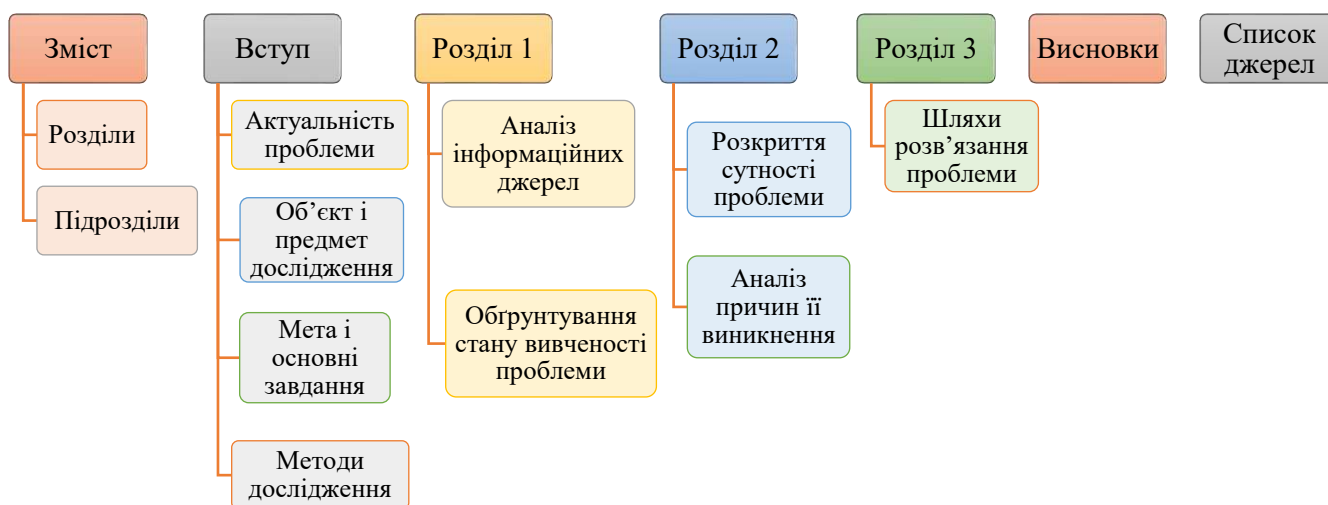 Зміст
Розділи
Підрозділи
Вступ
Актуальність
проблеми
Об’єкт і
предмет
дослідження
Мета і
основні
завдання
Методи
дослідження
Розділ 1
Аналіз
інформаційних
джерел
Обґрунтування
стану вивченості
проблеми
Розділ 2
Розкриття
сутності
проблеми
Аналіз
причин її
виникнення
Розділ 3
Шляхи
розв’язання
проблеми
Висновки
Список
джерел